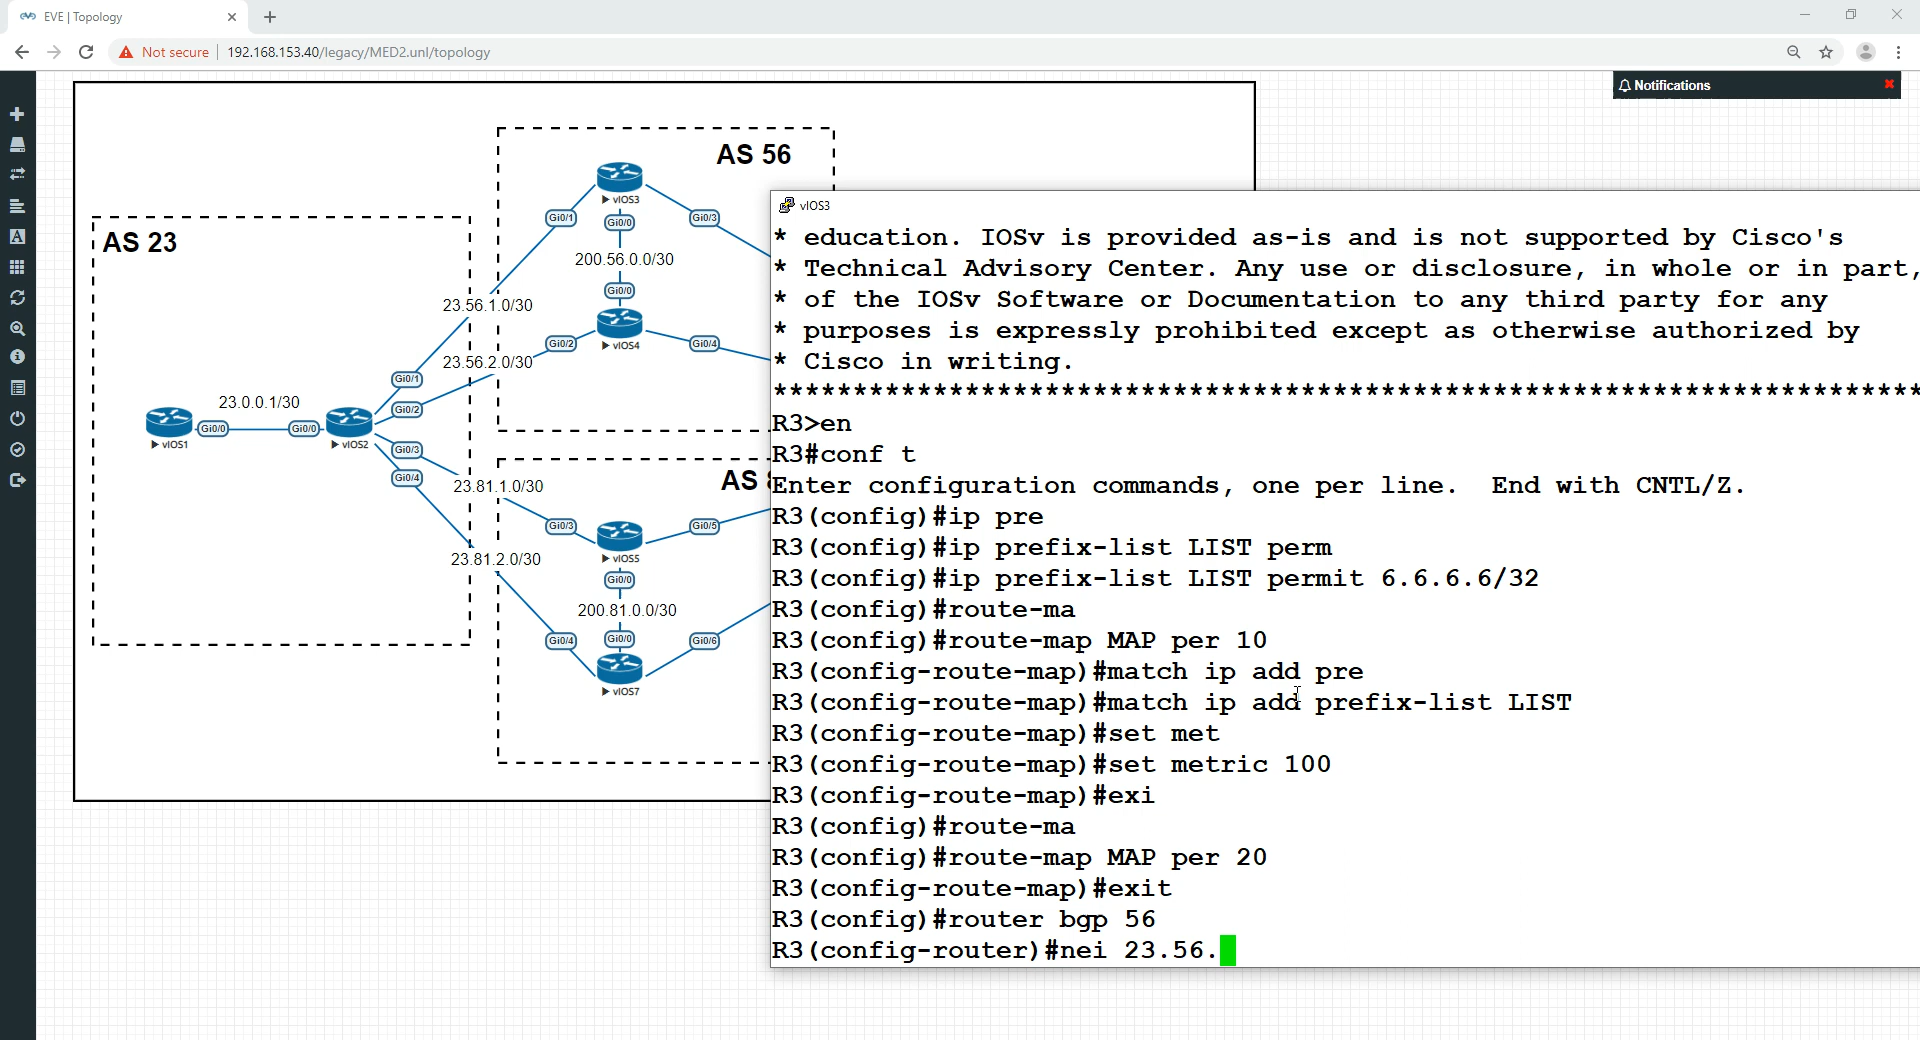 EVE | Topology
Not secure
192.168.153.40/legacy/MED2.unl/topology
Notifications
AS 56
vIOS3
Gi0/1
Gi0/0
Gi0/3
AS 23
200.56.0.0/30
Gi0/0
23.56.1.0/30
vIOS4
Gi0/2
Gi0/4
23.56.2.0/30
Gi0/1
23.0.0.1/30
Gi0/2
vIOS1
Gi0/0
Gi0/0
vIOS2
Gi0/3
Gi0/4
AS
23.81.1.0/30
Gi0/3
Gi0/5
23.81.2.0/30
vIOS5
Gi0/0
200.81.0.0/30
Gi0/4
Gi0/0
Gi0/6
vIOS7
vIOS3
* education. IOSv is provided as-is and is not supported by Cisco's
* Technical Advisory Center. Any use or disclosure, in whole or in part,
* of the IOSv Software or Documentation to any third party for any
* purposes is expressly prohibited except as otherwise authorized by
* Cisco in writing.
************************************************************************
R3>en
R3#conf t
Enter configuration commands, one per line.  End with CNTL/Z.
R3(config)#ip pre
R3(config)#ip prefix-list LIST perm
R3(config)#ip prefix-list LIST permit 6.6.6.6/32
R3(config)#route-ma
R3(config)#route-map MAP per 10
R3(config-route-map)#match ip add pre
R3(config-route-map)#match ip add prefix-list LIST
R3(config-route-map)#set met
R3(config-route-map)#set metric 100
R3(config-route-map)#exi
R3(config)#route-ma
R3(config)#route-map MAP per 20
R3(config-route-map)#exit
R3(config)#router bgp 56
R3(config-router)#nei 23.56.